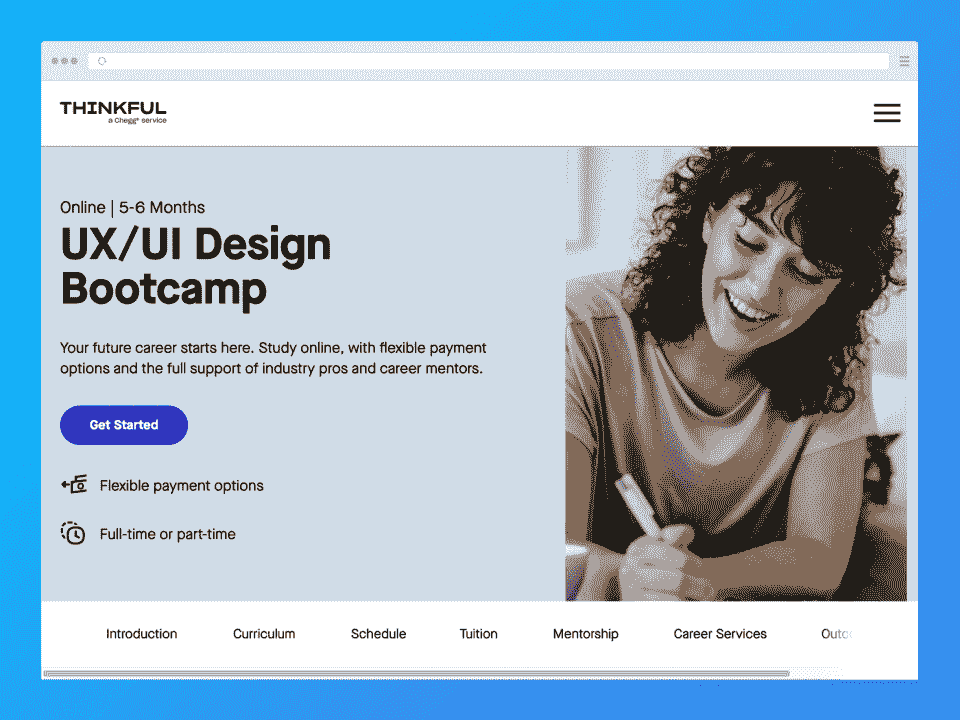 THINKFUL
a Chegg® service
Online | 5-6 Months
UX/UI Design
Bootcamp
Your future career starts here. Study online, with flexible payment
options and the full support of industry pros and career mentors.
Get Started
Flexible payment options
Full-time or part-time
Introduction Curriculum Schedule Tuition Mentorship Career Services